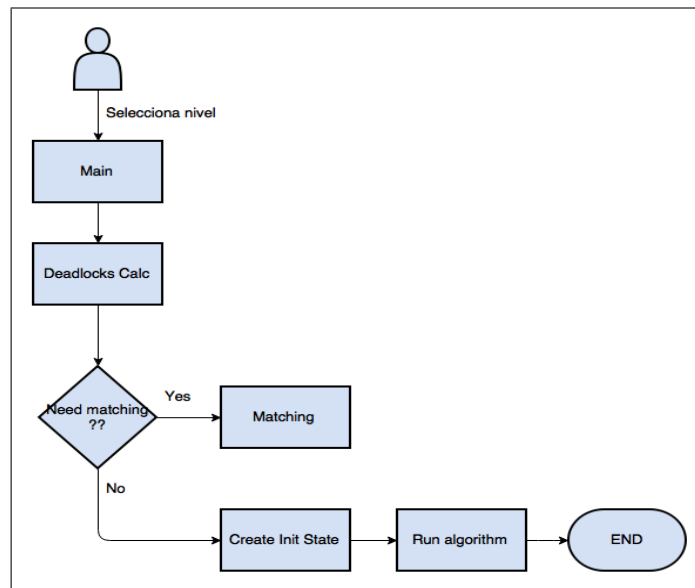 Selecciona nivel
Main
Deadlocks Calc
Need matching
??
Yes
Matching
No
Create Init State
Run algorithm
END